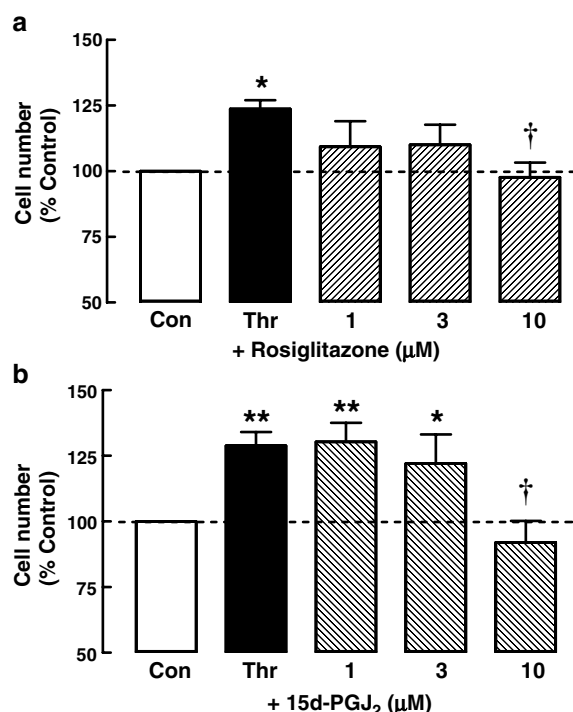 a
Cell number
(% Control)
150
125
100
75
50
*
†
Con Thr 1 3 10
+ Rosiglitazone (μM)
b
Cell number
(% Control)
150
125
100
75
50
** ** *
†
Con Thr 1 3 10
+ 15d-PGJ₂ (μM)